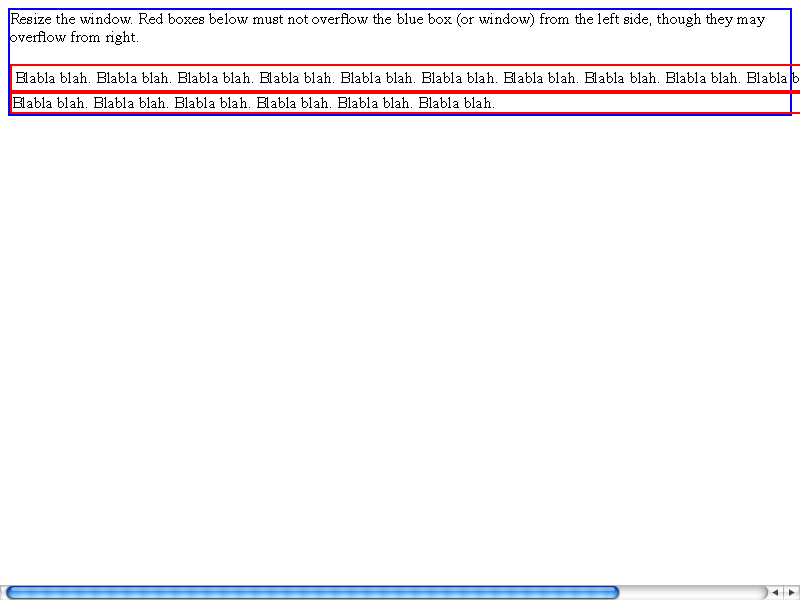 Resize the window. Red boxes below must not overflow the blue box (or window) from the left side, though they may
overflow from right.
Blabla blah. Blabla blah. Blabla blah. Blabla blah. Blabla blah. Blabla blah. Blabla blah. Blabla blah. Blabla blah. Blabla b
Blabla blah. Blabla blah. Blabla blah. Blabla blah. Blabla blah. Blabla blah.